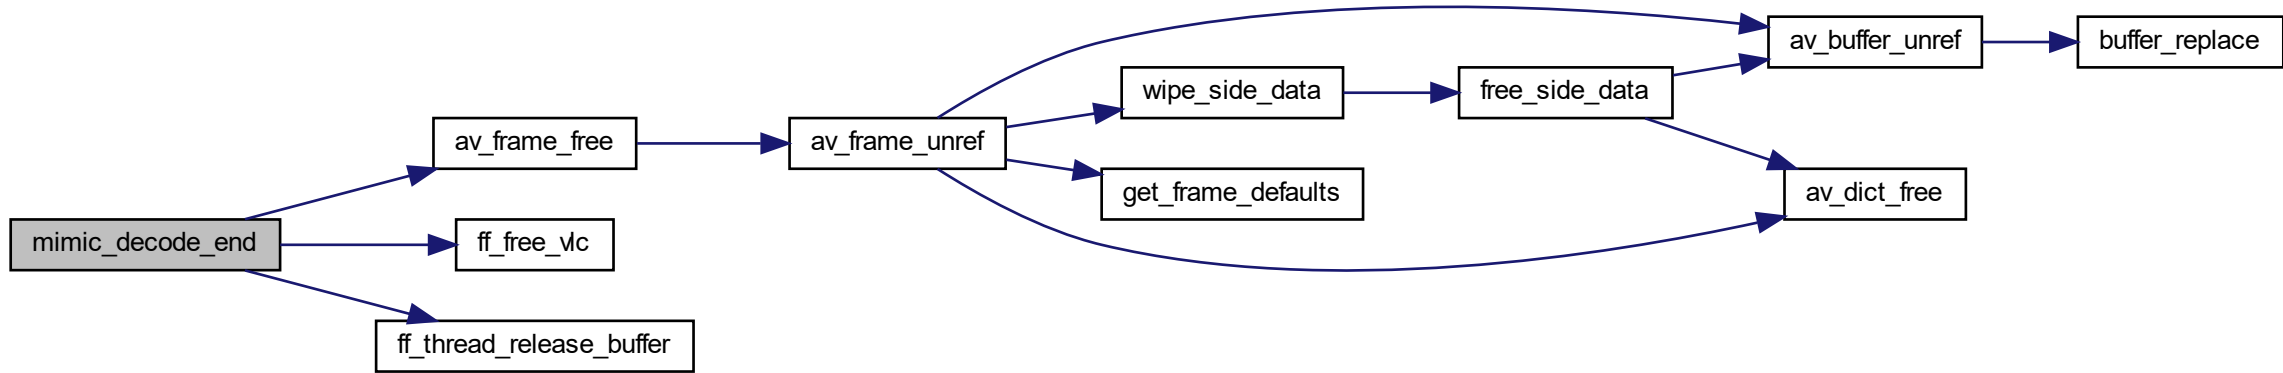 mimic_decode_end
av_frame_free
ff_free_vlc
ff_thread_release_buffer
av_frame_unref
wipe_side_data
get_frame_defaults
free_side_data
av_buffer_unref
av_dict_free
buffer_replace